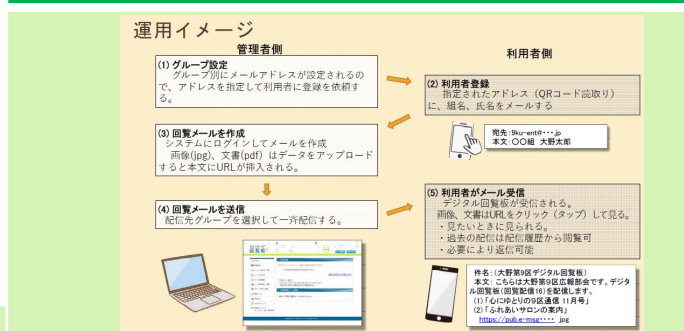 運用イメージ
管理者側
利用者側
(1) グループ設定
グループ別にメールアドレスが設定されるの
で、アドレスを指定して利用者に登録を依頼す
る。
(2) 利用者登録
指定されたアドレス（QRコード読取り）
に、組名、氏名をメールする
宛先:9ku-ent@・・・.jp
本文:〇〇組 大野太郎
(3) 回覧メールを作成
システムにログインしてメールを作成
画像(jpg)、文書(pdf) はデータをアップロード
すると本文にURLが挿入される。
(4) 回覧メールを送信
配信先グループを選択して一斉配信する。
(5) 利用者がメール受信
デジタル回覧板が受信される。
画像、文書はURLをクリック（タップ）して見る。
・見たいときに見られる。
・過去の配信は配信履歴から閲覧可
・必要により返信可能
件名:(大野第9区デジタル回覧板)
本文:こちらは大野第9区広報部会です。デジタ
ル回覧板(回覧配信16)を配信します。
(1)「心にゆとりの9区通信 11月号」
(2)「ふれあいサロンの案内」
https://pub.e-msg・・・・ jpg